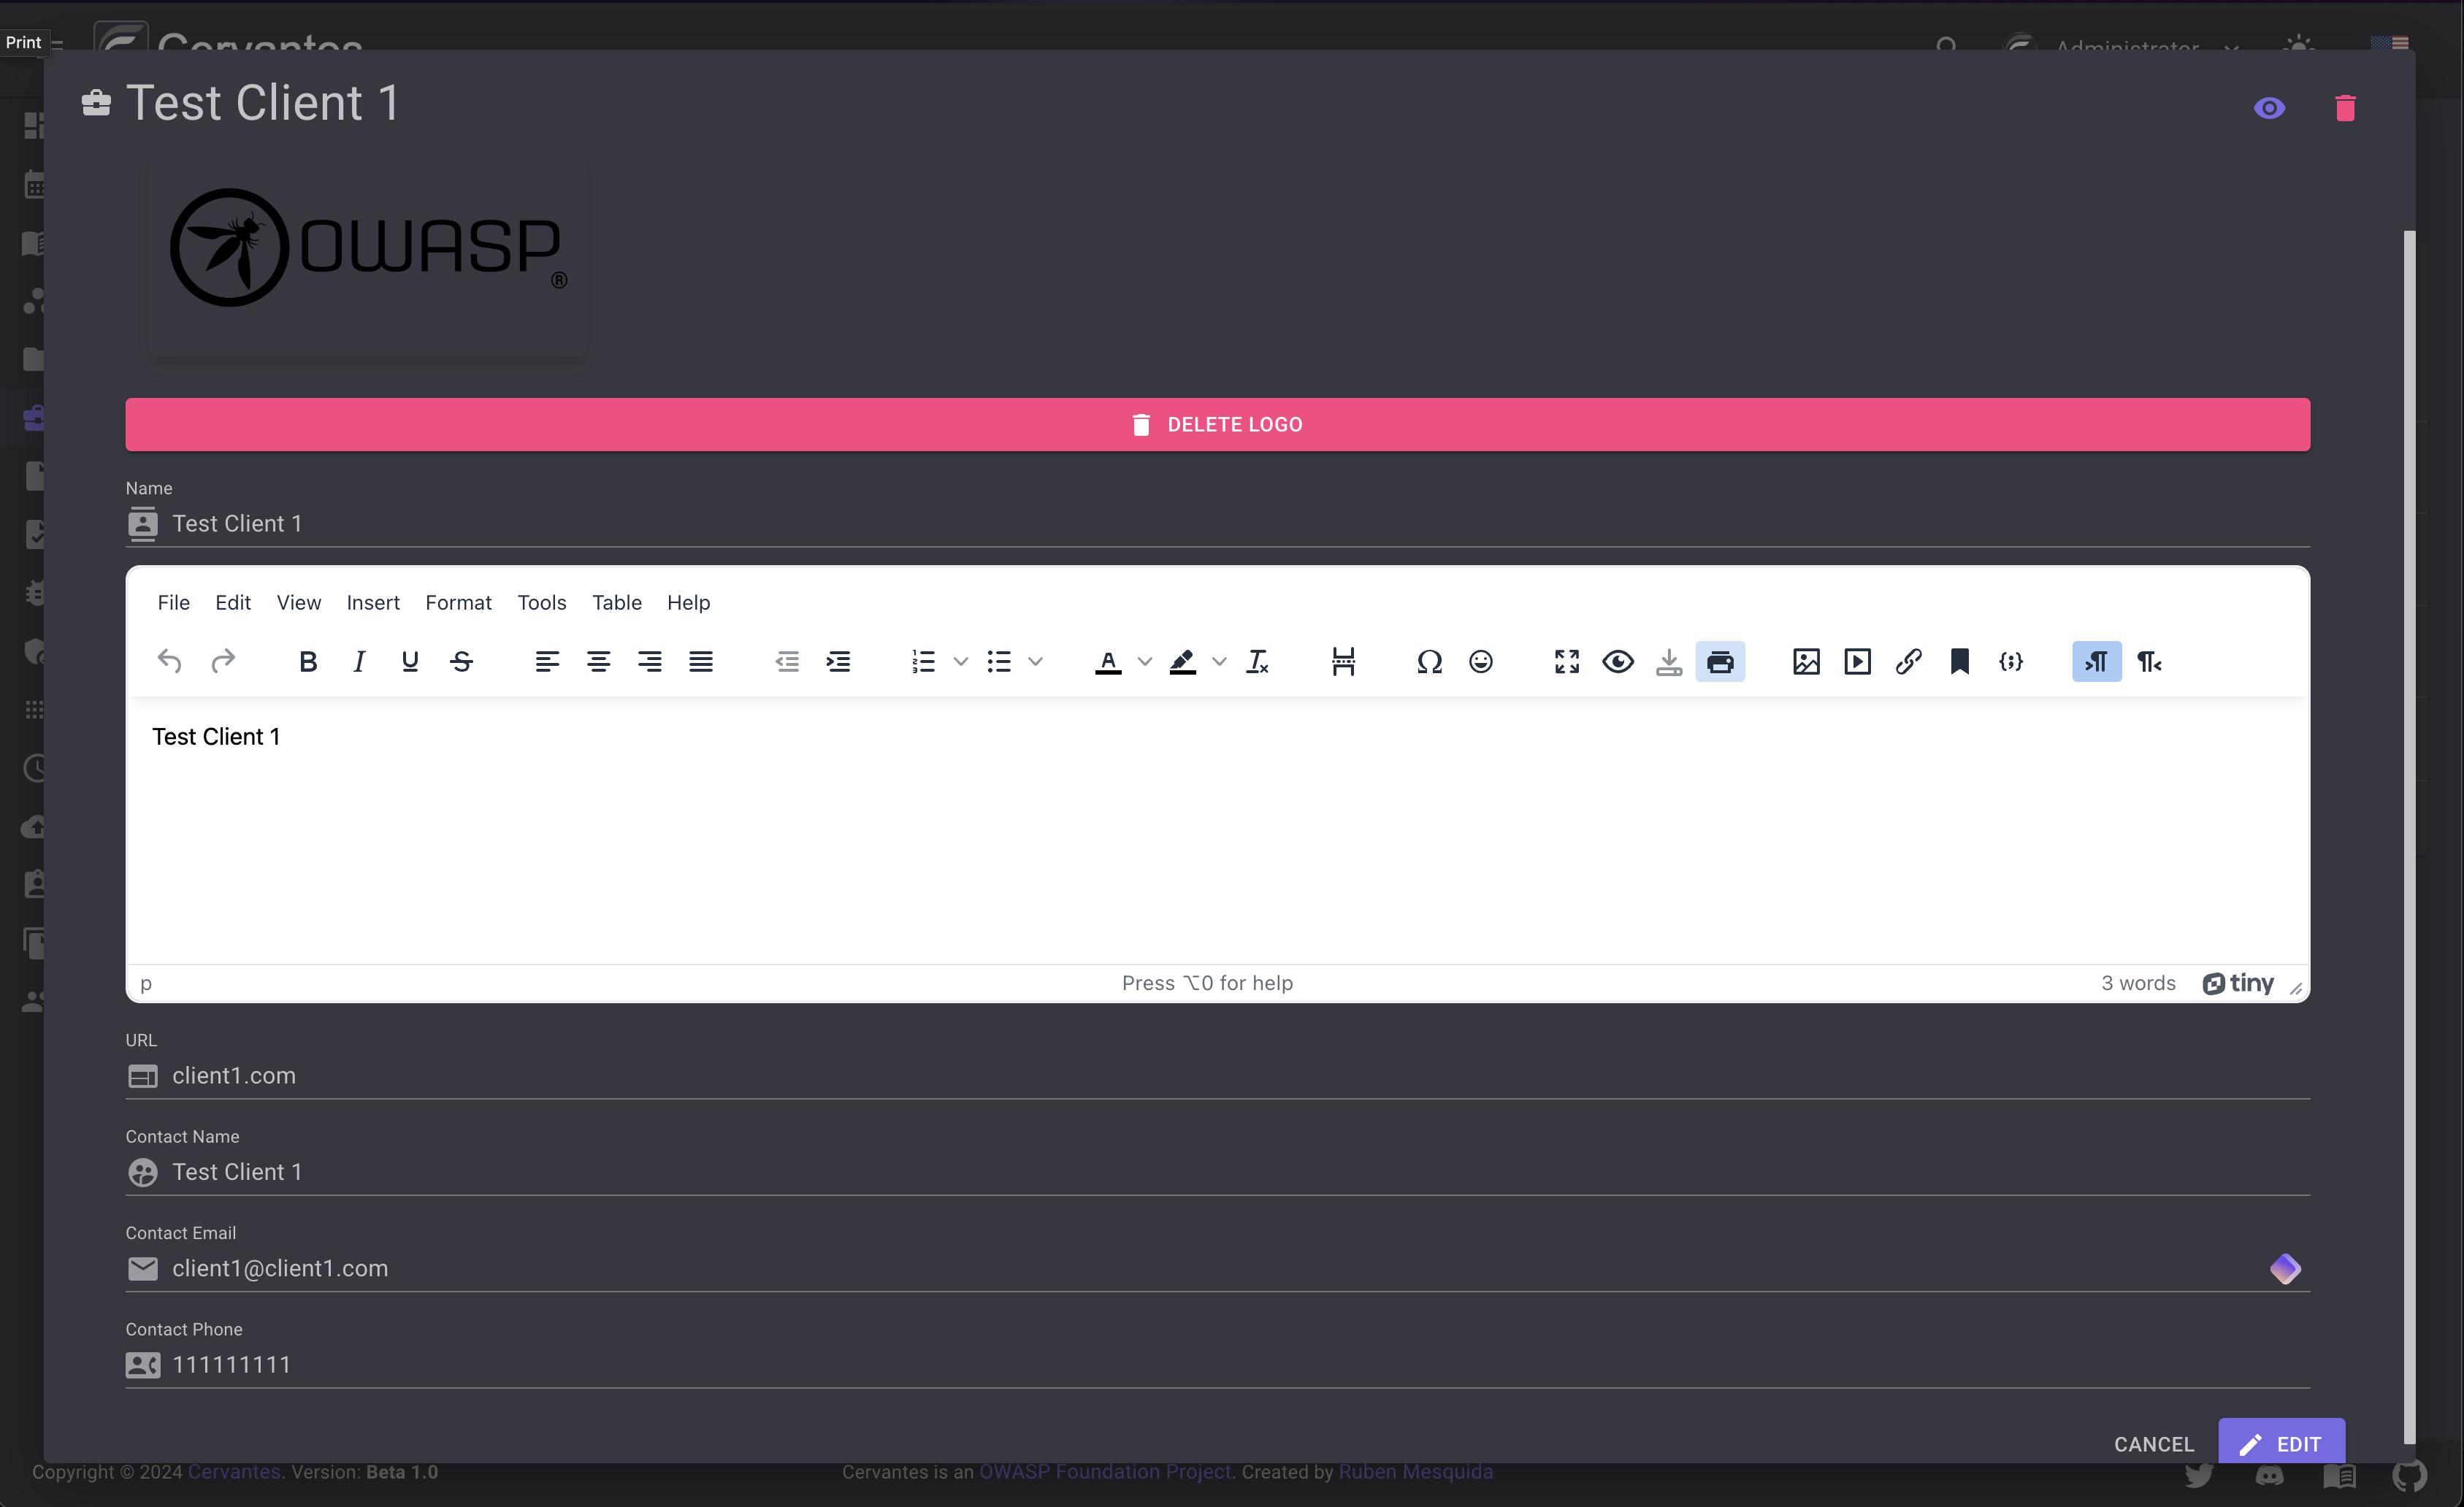 Print
Cervantes
Administrator
Test Client 1
OWASP®
DELETE LOGO
Name
Test Client 1
File Edit View Insert Format Tools Table Help
Test Client 1
p
Press ⌥0 for help
3 words
tiny
URL
client1.com
Contact Name
Test Client 1
Contact Email
client1@client1.com
Contact Phone
111111111
CANCEL
EDIT
Copyright © 2024 Cervantes. Version: Beta 1.0
Cervantes is an OWASP Foundation Project. Created by Ruben Mesquida